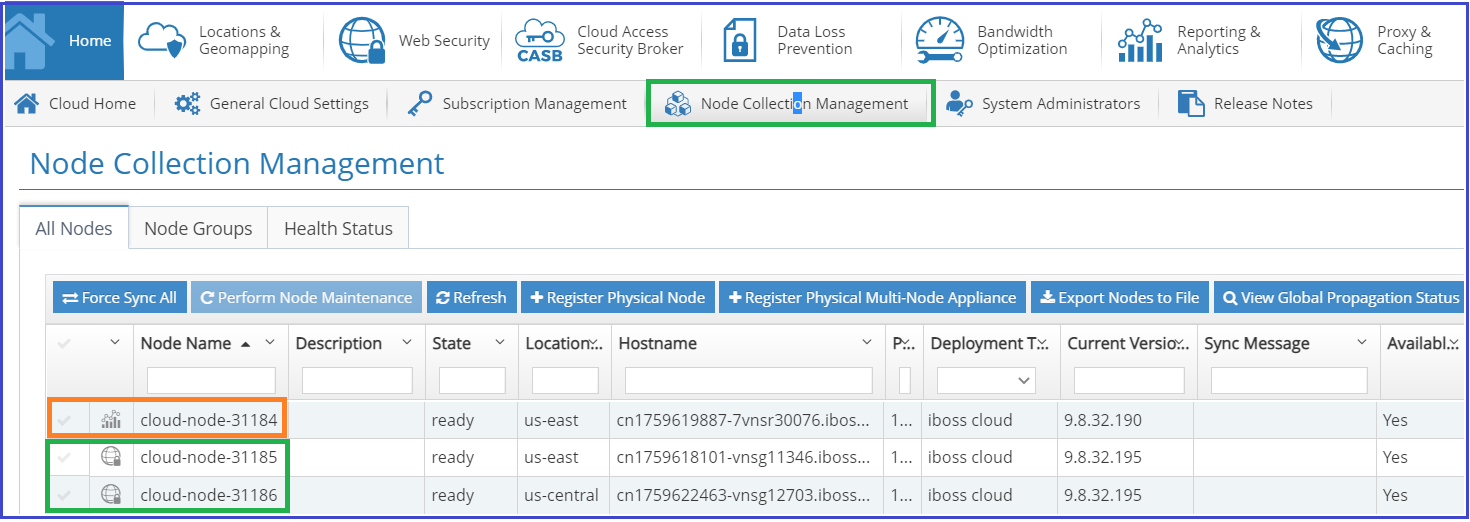 Home
Locations &
Geomapping
Web Security
CASB
Cloud Access
Security Broker
Data Loss
Prevention
Bandwidth
Optimization
Reporting &
Analytics
Proxy &
Caching
Cloud Home
General Cloud Settings
Subscription Management
Node Collection Management
System Administrators
Release Notes
Node Collection Management
All Nodes
Node Groups
Health Status
Force Sync All
Perform Node Maintenance
Refresh
Register Physical Node
Register Physical Multi-Node Appliance
Export Nodes to File
View Global Propagation Status
Node Name
Description
State
Location...
Hostname
P...
Deployment T...
Current Versio...
Sync Message
Availabl...
cloud-node-31184 ready us-east cn1759619887-7vnsr30076.iboss... 1... iboss cloud 9.8.32.190 Yes
cloud-node-31185 ready us-east cn1759618101-vnsg11346.iboss... 1... iboss cloud 9.8.32.195 Yes
cloud-node-31186 ready us-central cn1759622463-vnsg12703.iboss... 1... iboss cloud 9.8.32.195 Yes